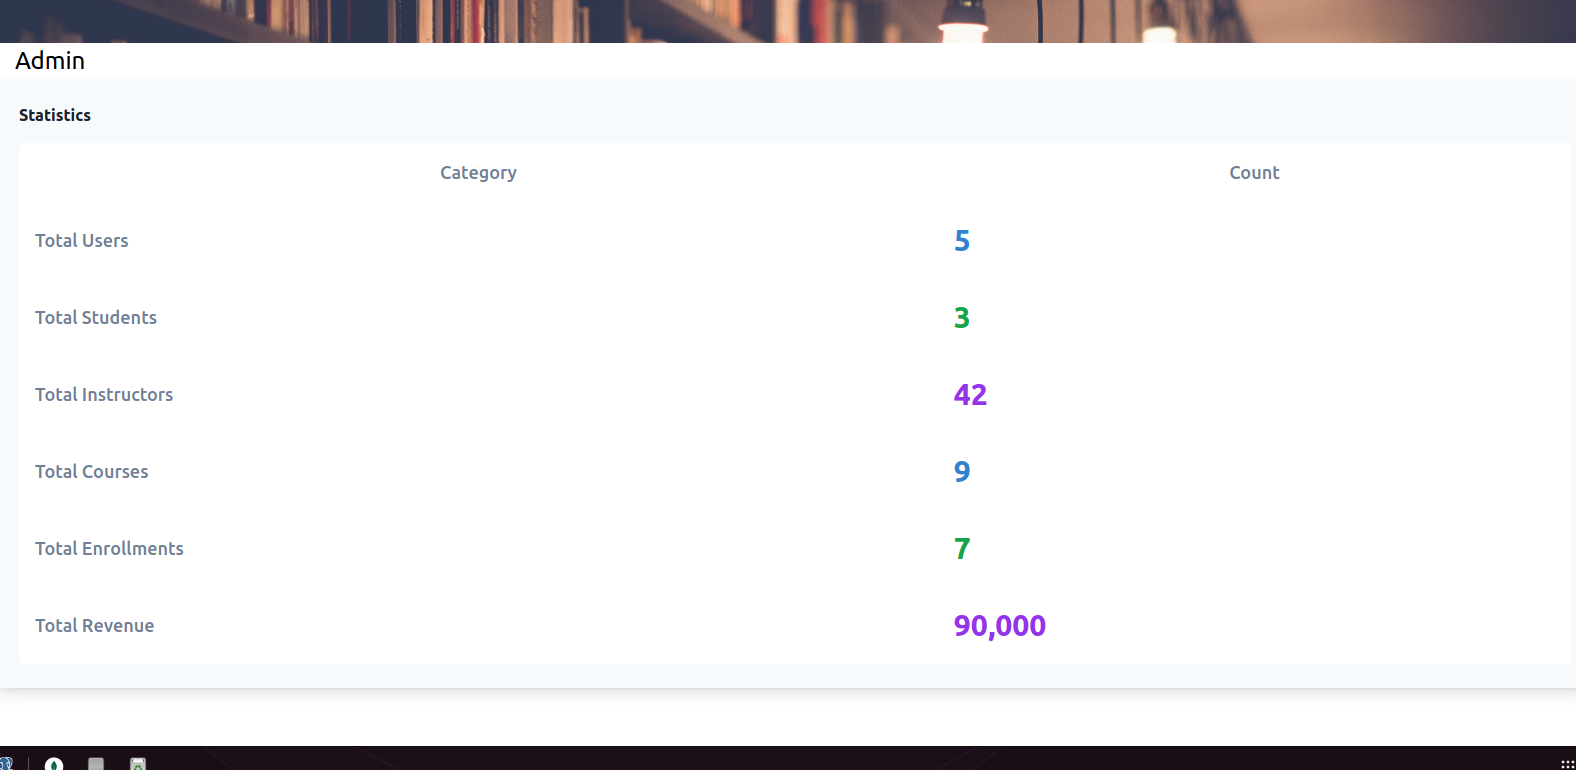 Admin
Statistics
Category Count
Total Users 5
Total Students 3
Total Instructors 42
Total Courses 9
Total Enrollments 7
Total Revenue 90,000